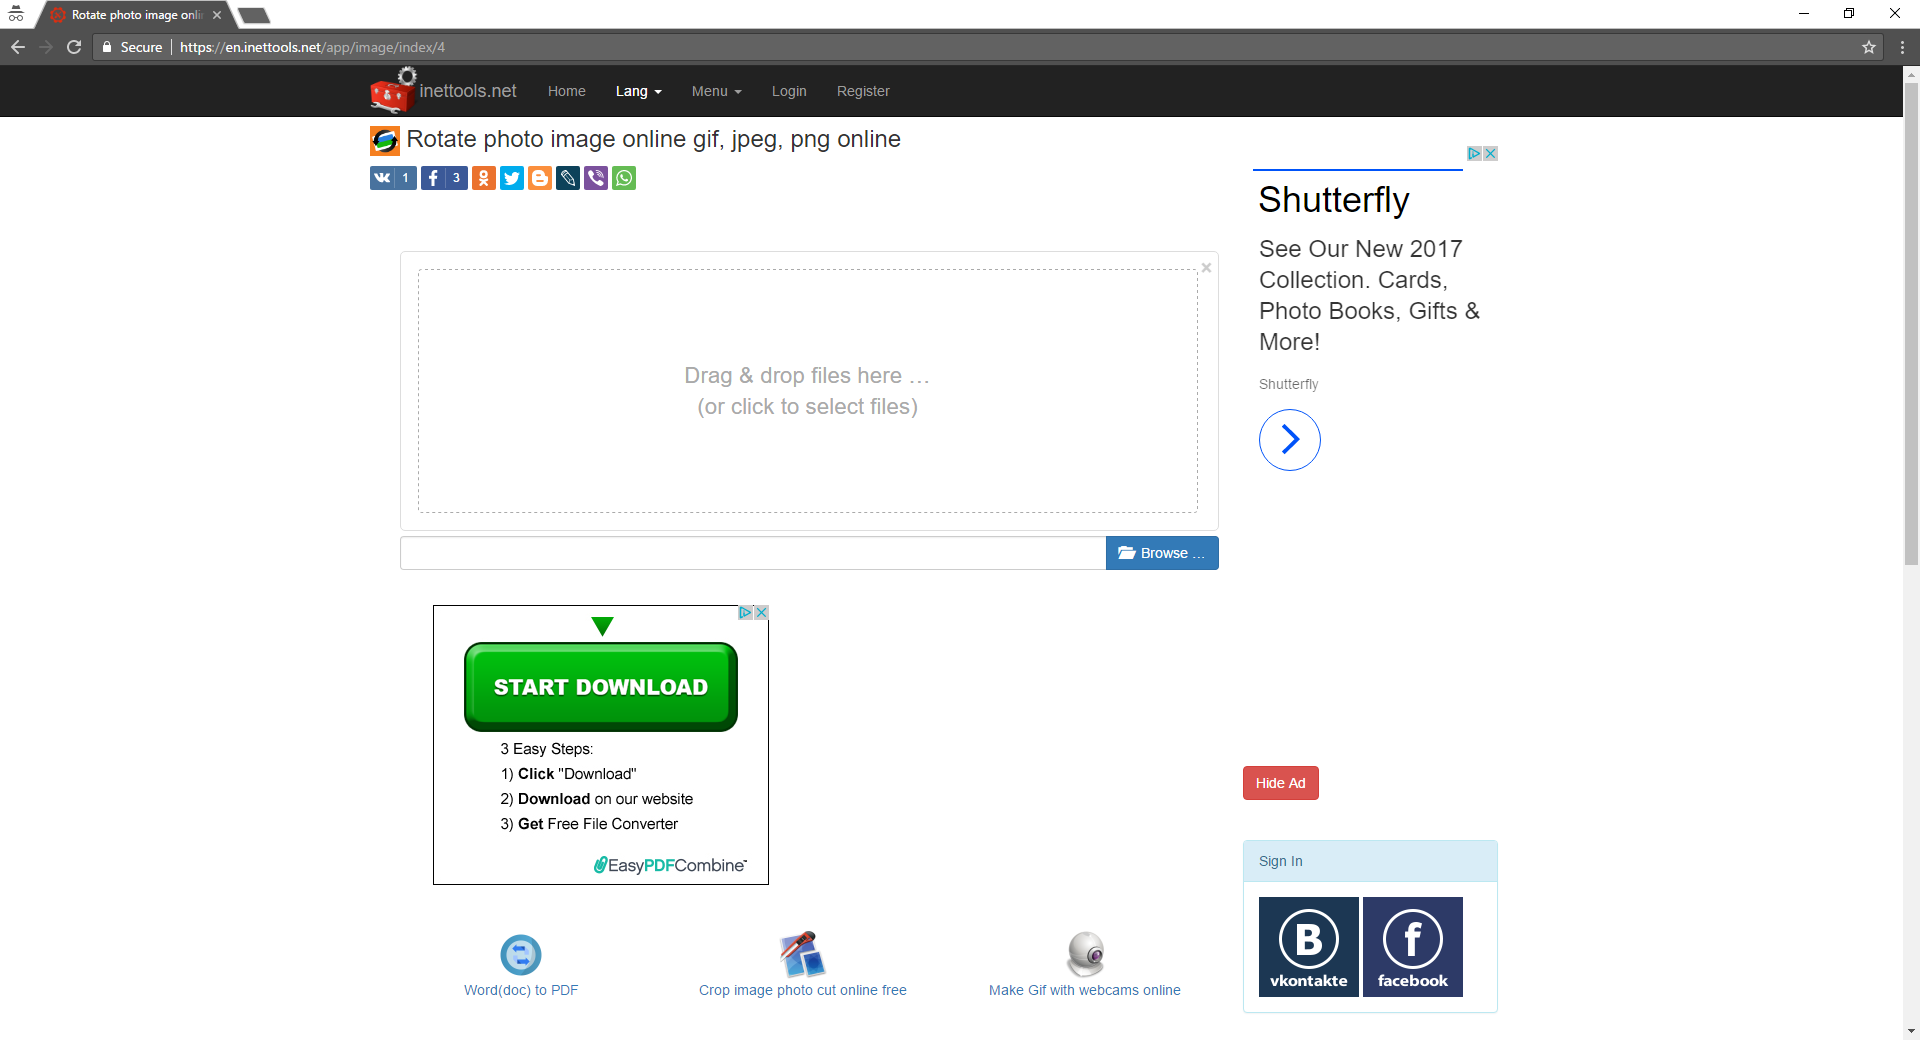 Rotate photo image onli
Secure https://en.inettools.net/app/image/index/4
inettools.net Home Lang Menu Login Register
Rotate photo image online gif, jpeg, png online
1 3
Shutterfly
See Our New 2017
Collection. Cards,
Photo Books, Gifts &
More!
Shutterfly
Drag & drop files here …
(or click to select files)
Browse …
START DOWNLOAD
3 Easy Steps:
1) Click "Download"
2) Download on our website
3) Get Free File Converter
EasyPDFCombine™
Hide Ad
Sign In
B vkontakte
f facebook
Word(doc) to PDF
Crop image photo cut online free
Make Gif with webcams online